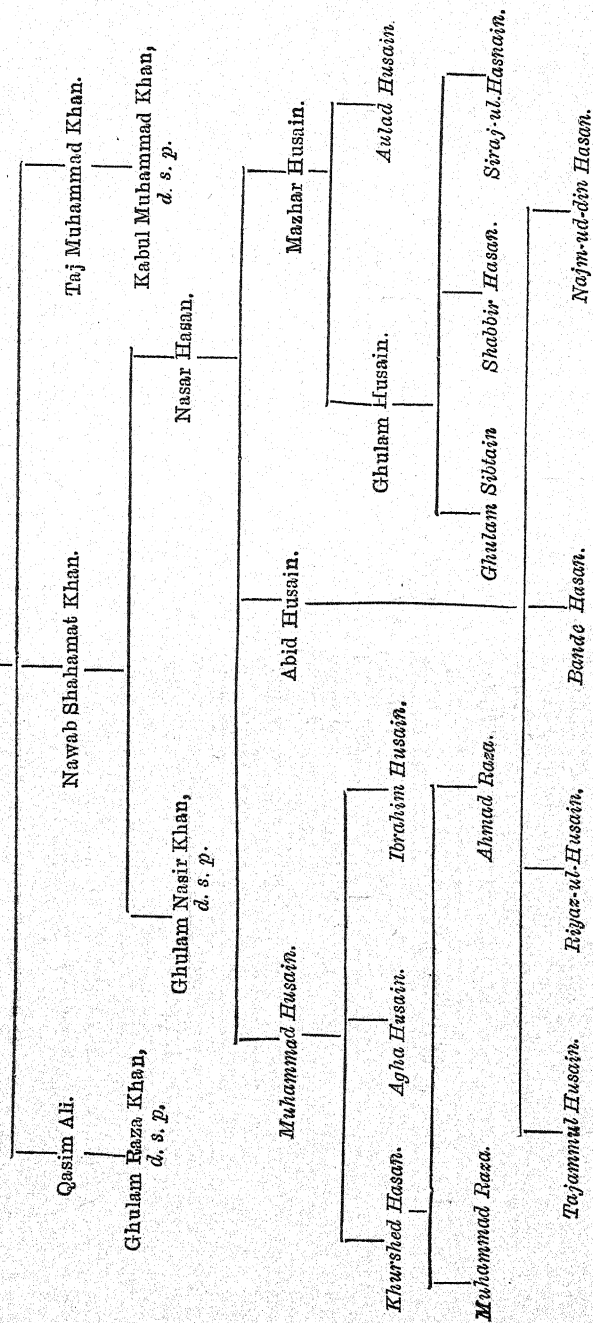 Qasim Ali.
Nawab Shahamat Khan.
Taj Muhammad Khan.
Ghulam Raza Khan,
d. s. p.
Kabul Muhammad Khan,
d. s. p.
Ghulam Nasir Khan,
d. s. p.
Nasar Hasan.
Muhammad Husain.
Abid Husain.
Mazhar Husain.
Khurshed Hasan.
Agha Husain.
Ibrahim Husain.
Ghulam Husain.
Aulad Husain.
Muhammad Raza.
Ahmad Raza.
Ghulam Sibtain
Shabbir Hasan.
Siraj-ul-Hasnain.
Tajammul Husain.
Riyaz-ul-Husain.
Bande Hasan.
Najm-ud-din Hasan.